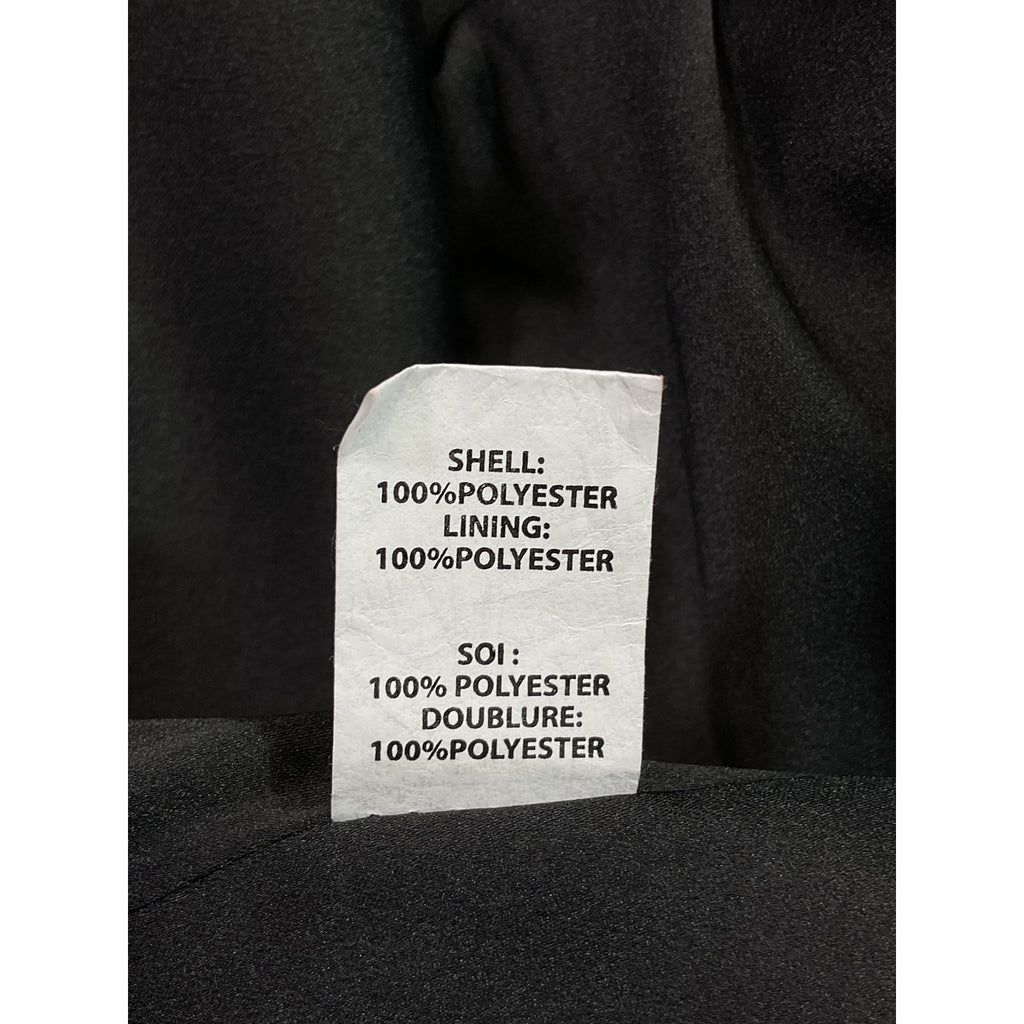 SHELL:
100%POLYESTER
LINING:
100%POLYESTER
SOI :
100% POLYESTER
DOUBLURE:
100%POLYESTER